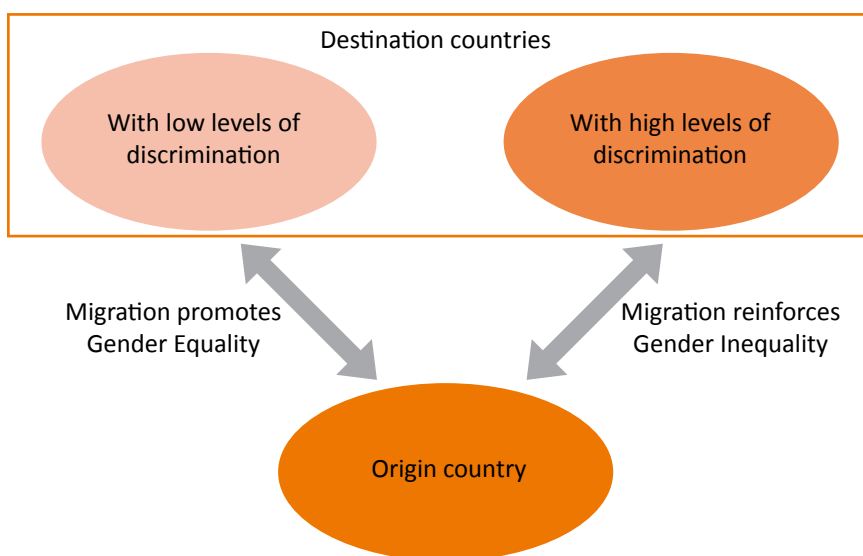 Destination countries
With low levels of
discrimination
With high levels of
discrimination
Migration promotes
Gender Equality
Migration reinforces
Gender Inequality
Origin country